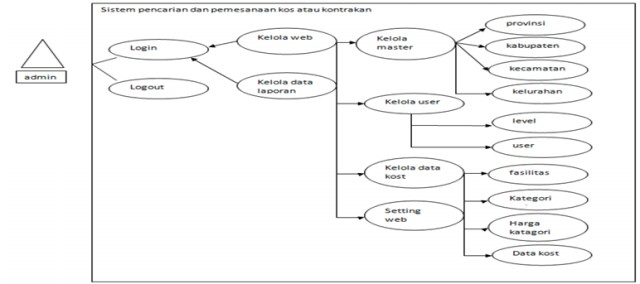 Sistem pencarian dan pemesanaan kos atau kontrakan
admin
Login
Logout
Kelola web
Kelola data
laporan
Kelola
master
Kelola user
Kelola data
kost
Setting
web
provinsi
kabupaten
kecamatan
kelurahan
level
user
fasilitas
Kategori
Harga
katagori
Data kost